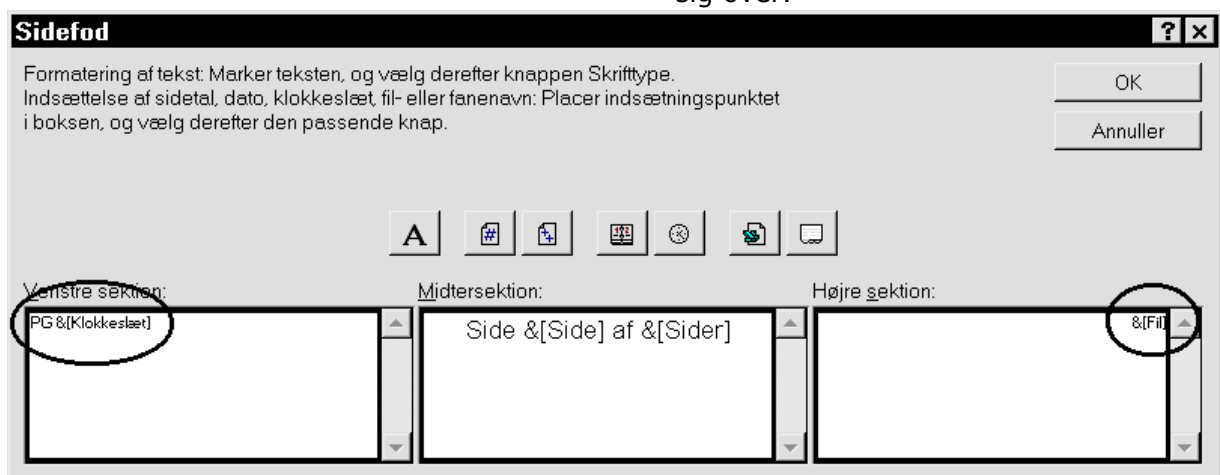 sig over.
Sidefod
Formatering af tekst: Marker teksten, og vælg derefter knappen Skrifttype.
Indsættelse af sidetal, dato, klokkeslæt, fil- eller fanenavn: Placer indsætningspunktet
i boksen, og vælg derefter den passende knap.
OK
Annuller
A
Venstre sektion:
Midtersektion:
Højre sektion:
PG &[Klokkeslæt]
Side &[Side] af &[Sider]
&[Fil]